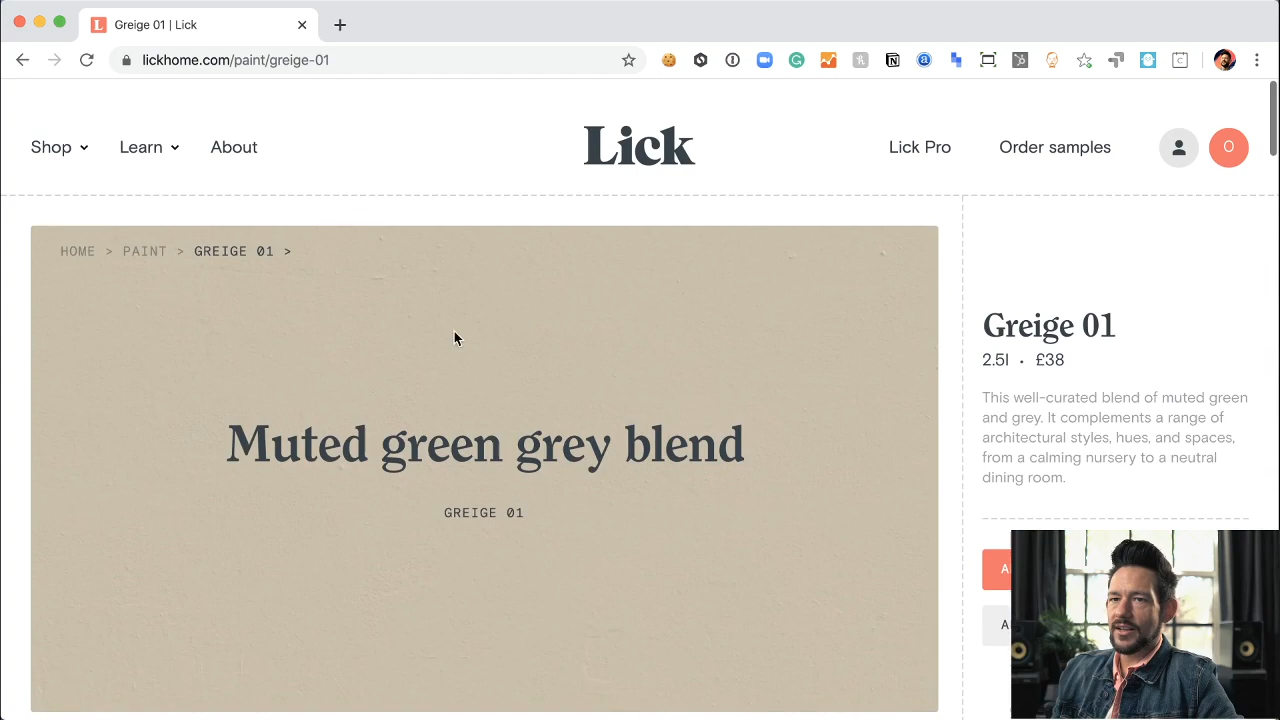 Greige 01 | Lick
lickhome.com/paint/greige-01
Shop
Learn
About
Lick
Lick Pro
Order samples
0
HOME > PAINT > GREIGE 01 >
Muted green grey blend
GREIGE 01
Greige 01
2.5l • £38
This well-curated blend of muted green
and grey. It complements a range of
architectural styles, hues, and spaces,
from a calming nursery to a neutral
dining room.